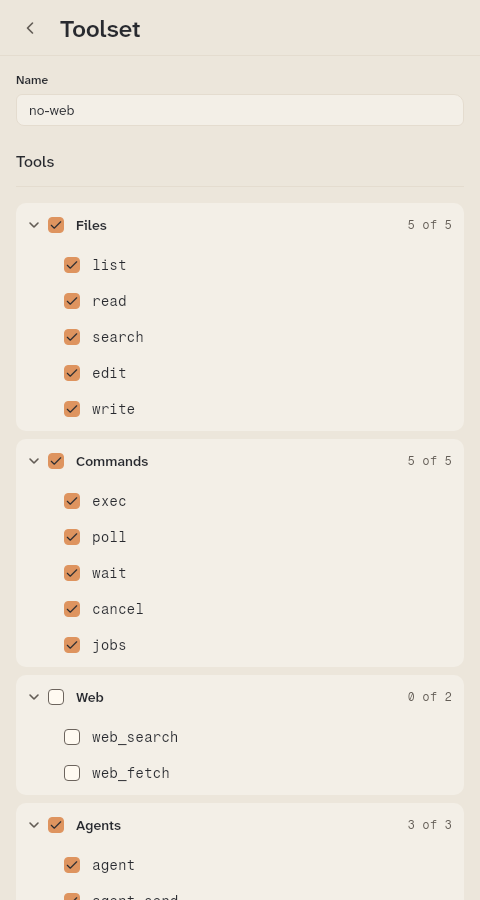 Toolset
Name
no-web
Tools
Files 5 of 5
list
read
search
edit
write
Commands 5 of 5
exec
poll
wait
cancel
jobs
Web 0 of 2
web_search
web_fetch
Agents 3 of 3
agent
agent_send